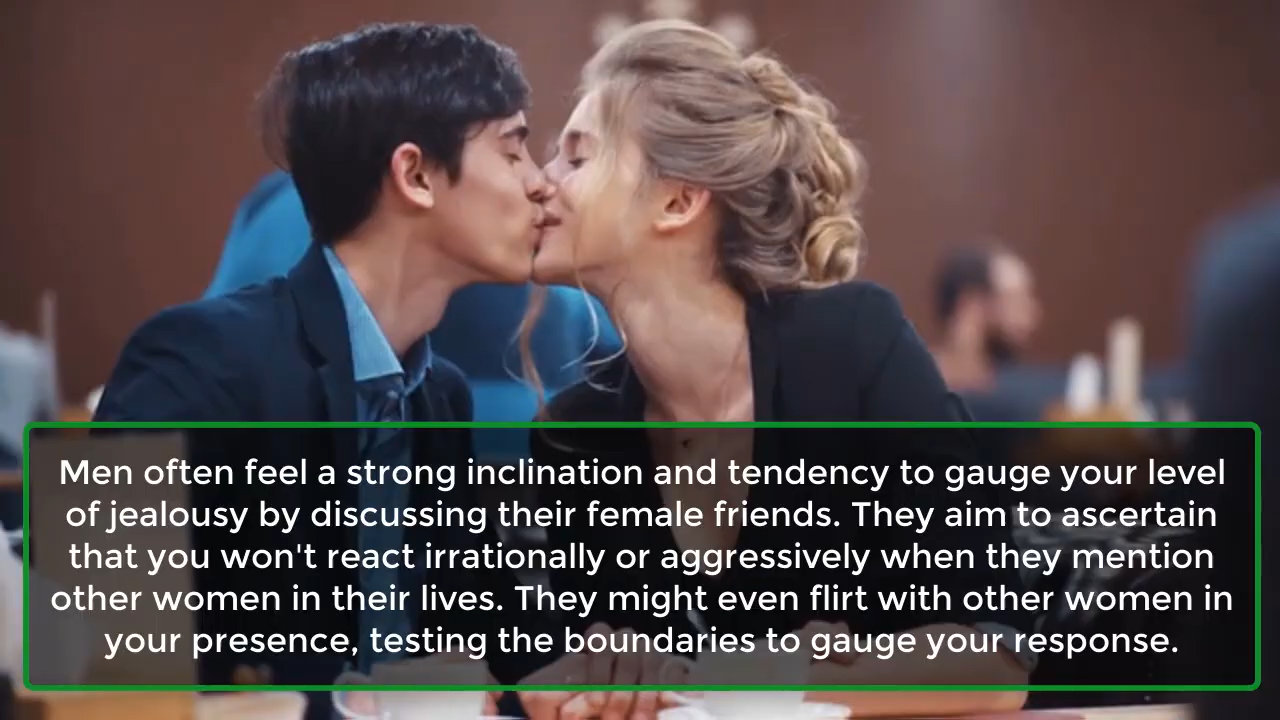 Men often feel a strong inclination and tendency to gauge your level
of jealousy by discussing their female friends. They aim to ascertain
that you won't react irrationally or aggressively when they mention
other women in their lives. They might even flirt with other women in
your presence, testing the boundaries to gauge your response.